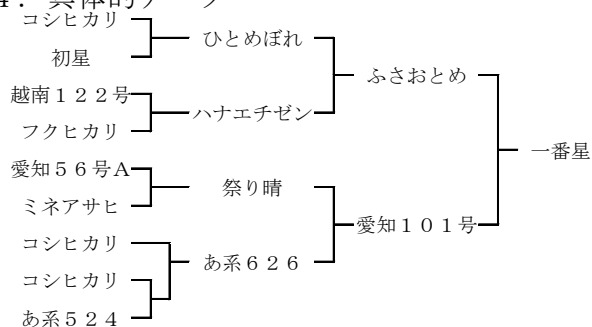 コシヒカリ
初星
ひとめぼれ
越南１２２号
フクヒカリ
ハナエチゼン
ふさおとめ
愛知５６号A
ミネアサヒ
祭り晴
コシヒカリ
コシヒカリ
あ系５２４
あ系６２６
愛知１０１号
一番星